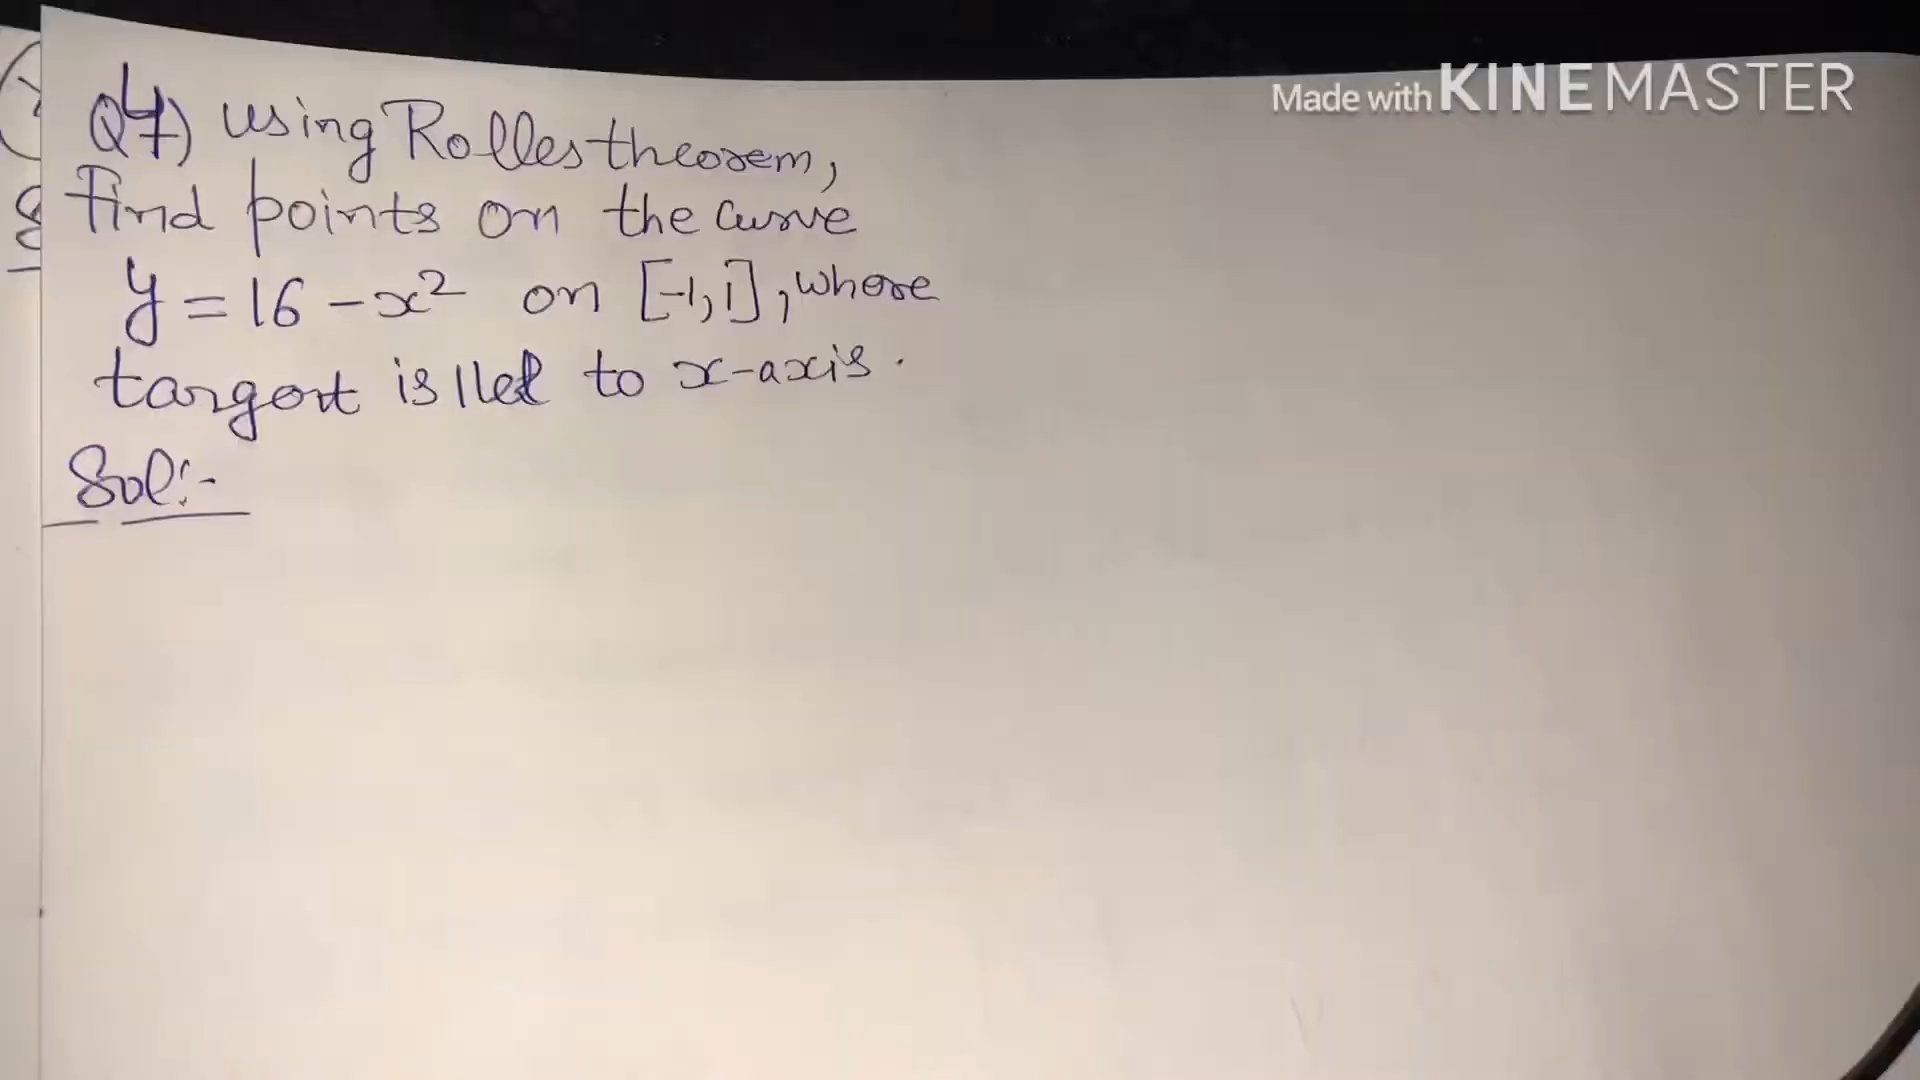 Made with KINEMASTER
Q4) using Rolles theorem,
find points on the curve
y = 16 - x² on [-1, 1], where
tangent is ||el to x-axis.
Sol:-